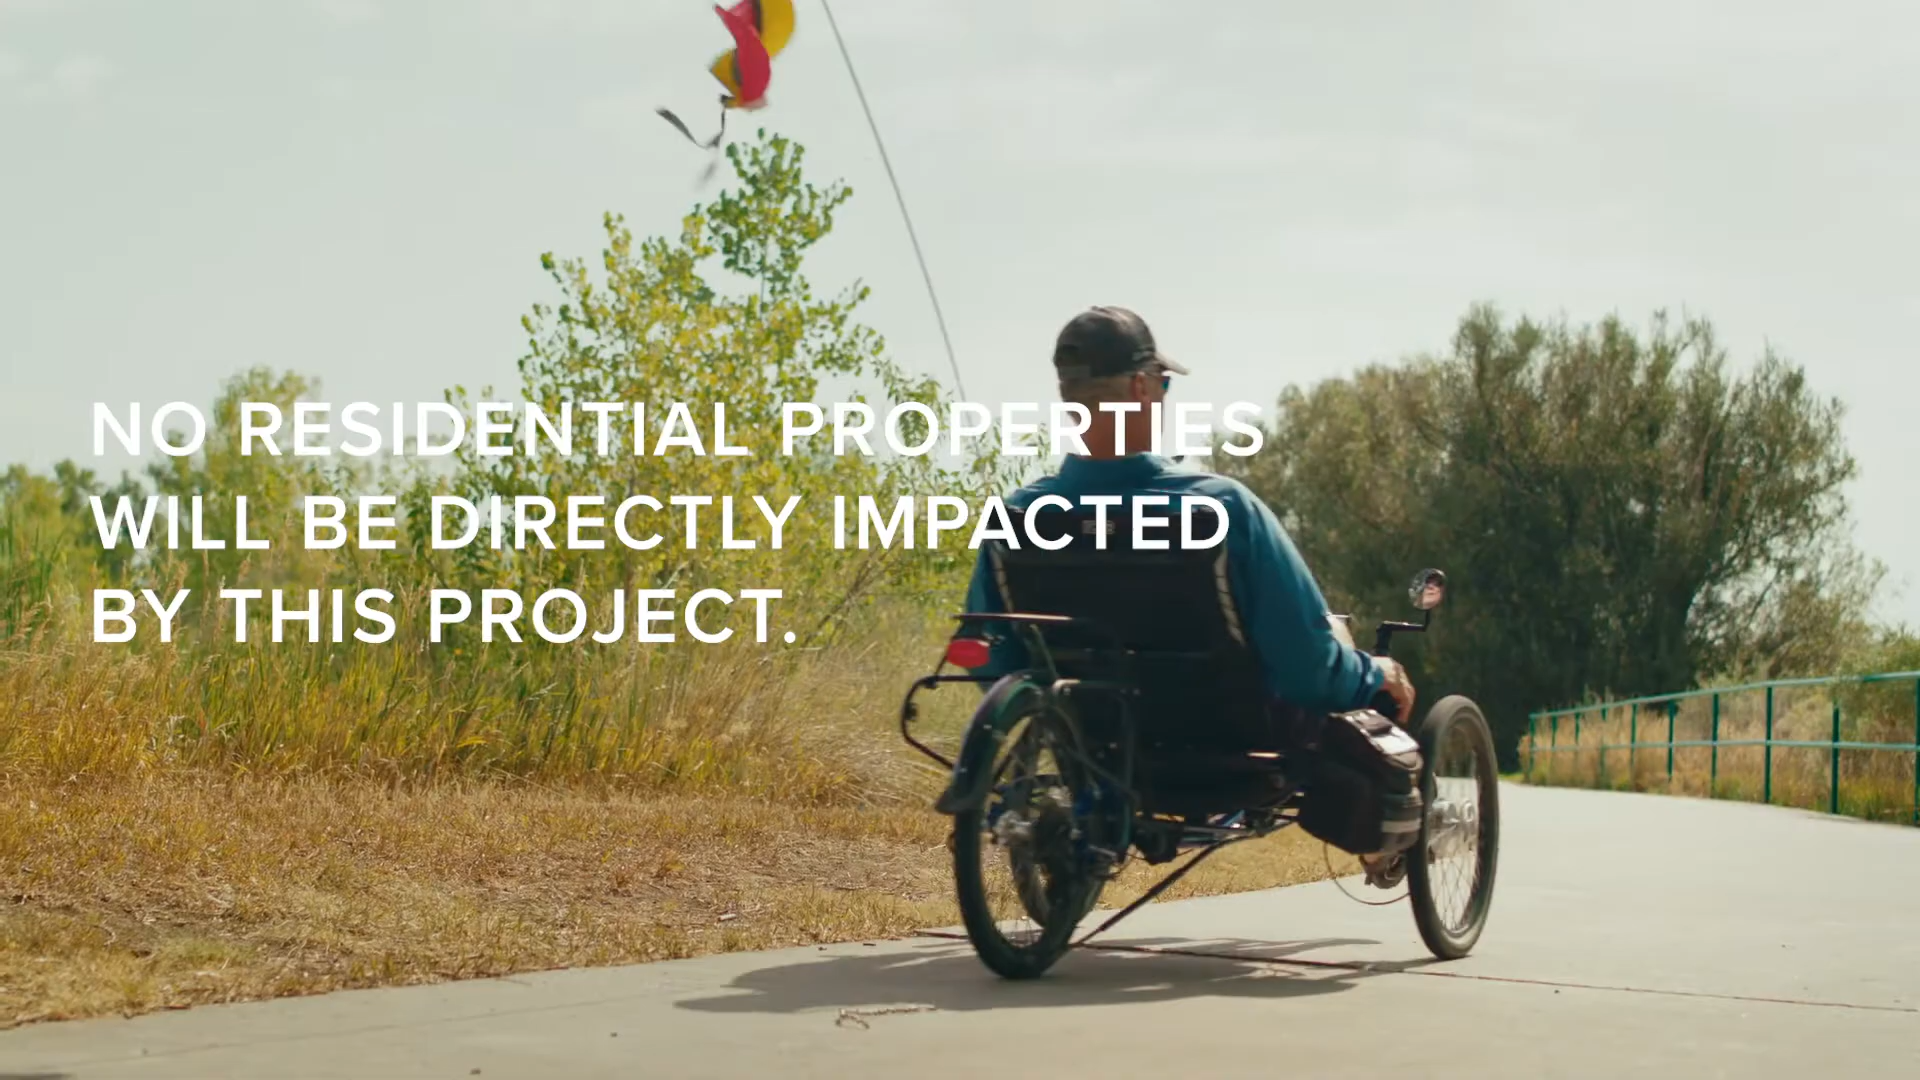 NO RESIDENTIAL PROPERTIES
WILL BE DIRECTLY IMPACTED
BY THIS PROJECT.